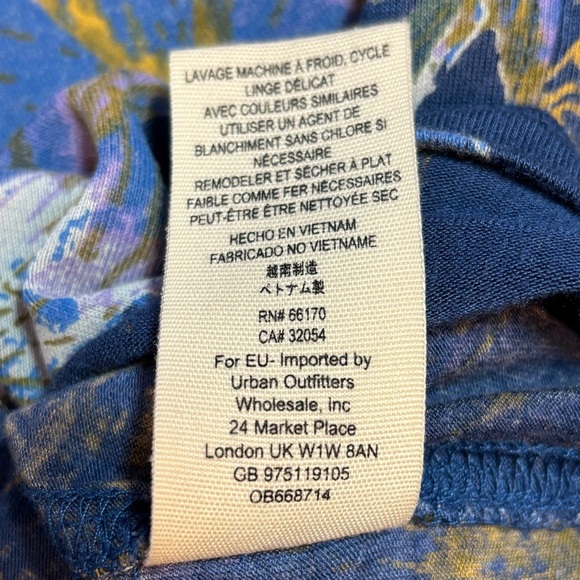 LAVAGE MACHINE À FROID, CYCLE
LINGE DÉLICAT
AVEC COULEURS SIMILAIRES
UTILISER UN AGENT DE
BLANCHIMENT SANS CHLORE SI
NÉCESSAIRE
REMODELER ET SÉCHER À PLAT
FAIBLE COMME FER NÉCESSAIRES
PEUT-ÊTRE ÊTRE NETTOYÉE SEC
HECHO EN VIETNAM
FABRICADO NO VIETNAME
越南制造
ベトナム製
RN# 66170
CA# 32054
For EU- Imported by
Urban Outfitters
Wholesale, Inc
24 Market Place
London UK W1W 8AN
GB 975119105
OB668714